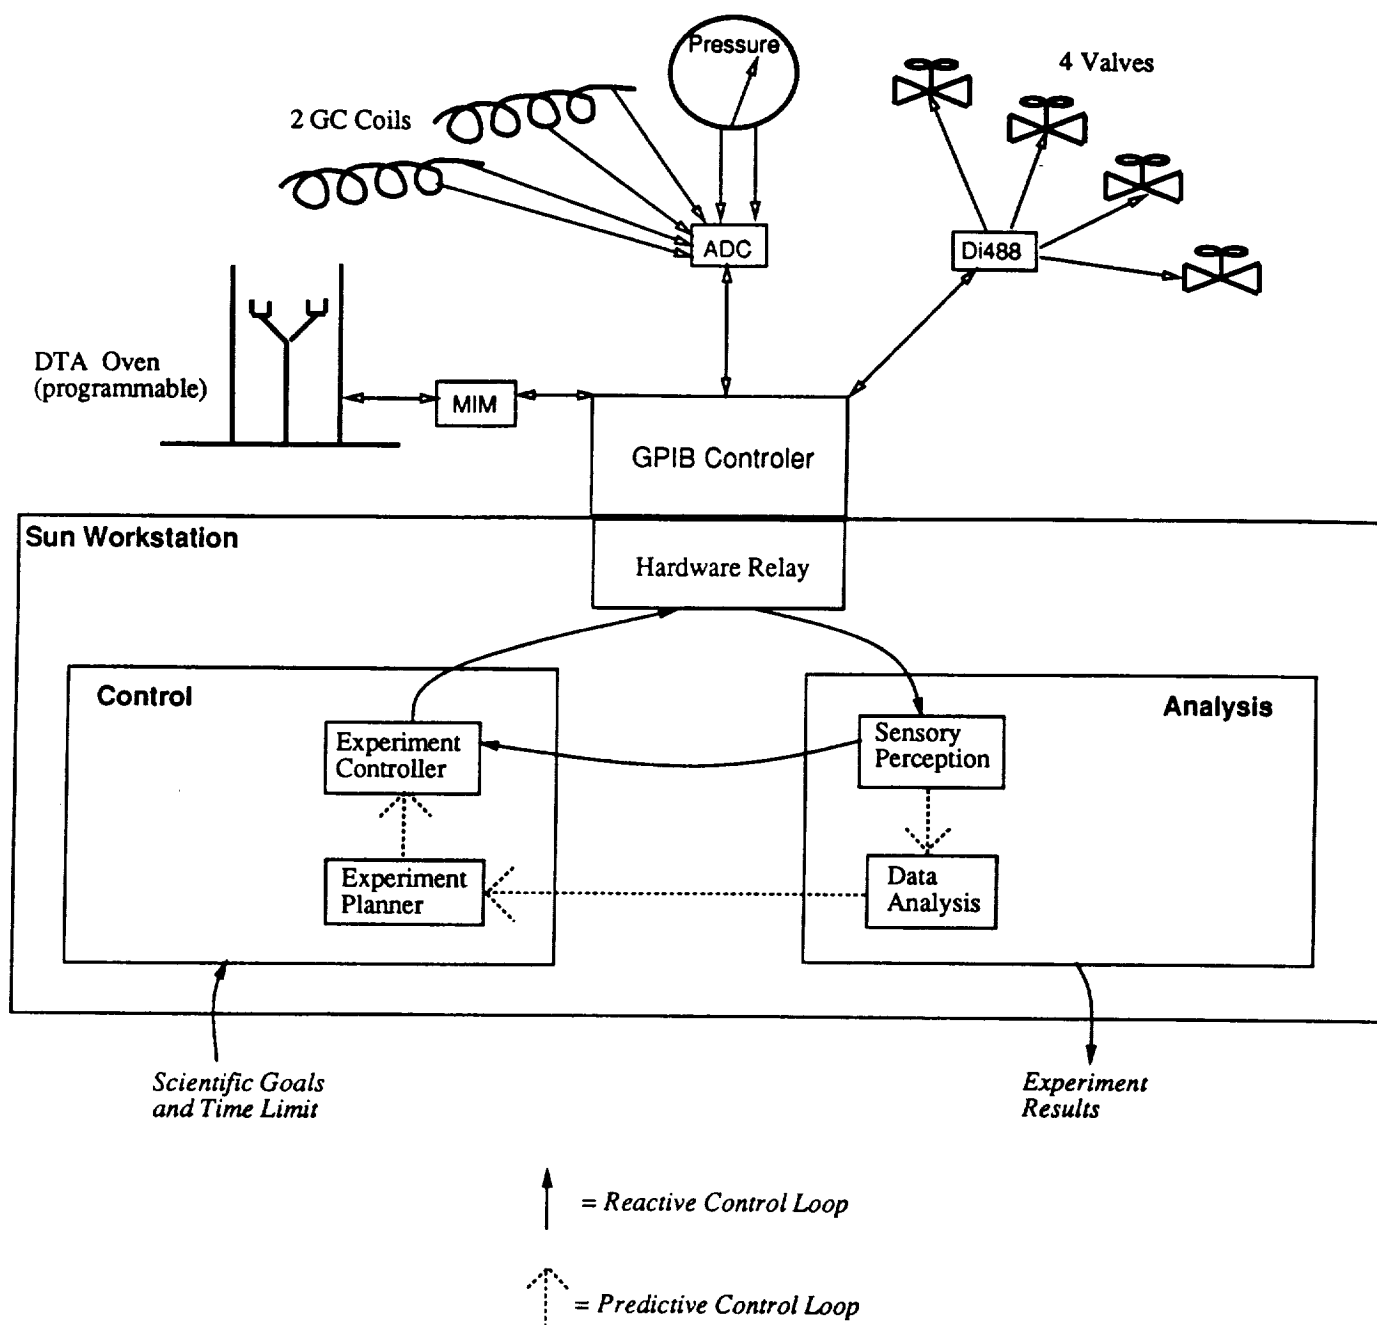 Pressure
4 Valves
2 GC Coils
ADC
Di488
DTA Oven
(programmable)
MIM
GPIB Controler
Sun Workstation
Hardware Relay
Control
Analysis
Experiment
Controller
Sensory
Perception
Experiment
Planner
Data
Analysis
Scientific Goals
and Time Limit
Experiment
Results
= Reactive Control Loop
= Predictive Control Loop